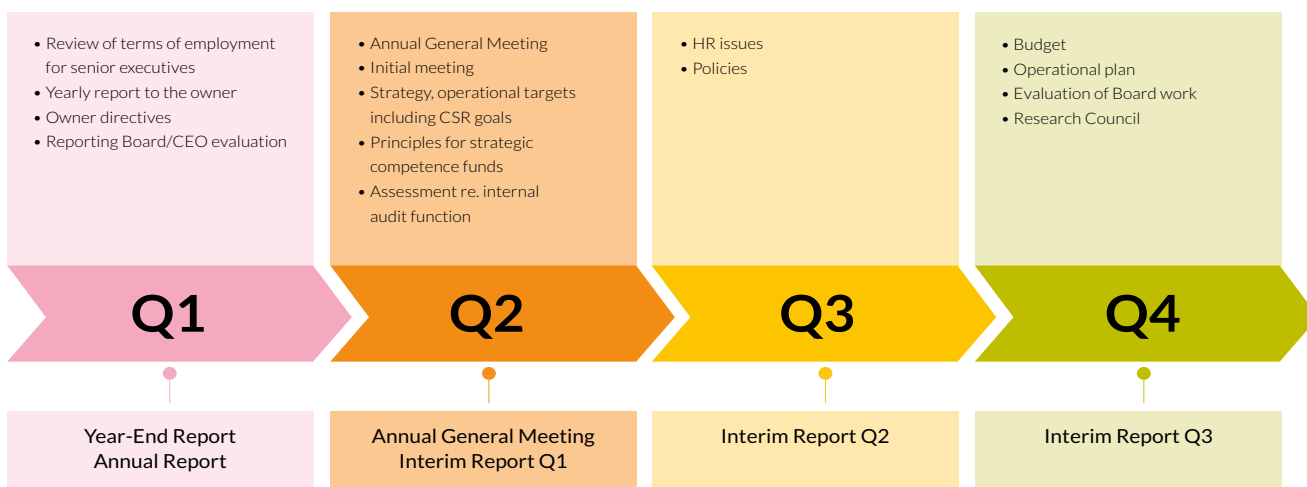 • Review of terms of employment
for senior executives
• Yearly report to the owner
• Owner directives
• Reporting Board/CEO evaluation
• Annual General Meeting
• Initial meeting
• Strategy, operational targets
including CSR goals
• Principles for strategic
competence funds
• Assessment re. internal
audit function
• HR issues
• Policies
• Budget
• Operational plan
• Evaluation of Board work
• Research Council
Q1
Q2
Q3
Q4
Year-End Report
Annual Report
Annual General Meeting
Interim Report Q1
Interim Report Q2
Interim Report Q3